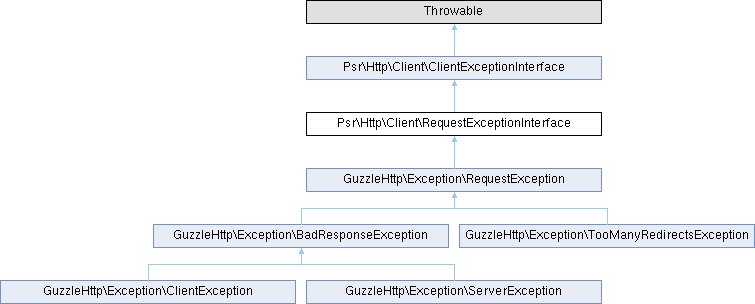 Throwable
Psr\Http\Client\ClientExceptionInterface
Psr\Http\Client\RequestExceptionInterface
GuzzleHttp\Exception\RequestException
GuzzleHttp\Exception\BadResponseException
GuzzleHttp\Exception\TooManyRedirectsException
GuzzleHttp\Exception\ClientException
GuzzleHttp\Exception\ServerException